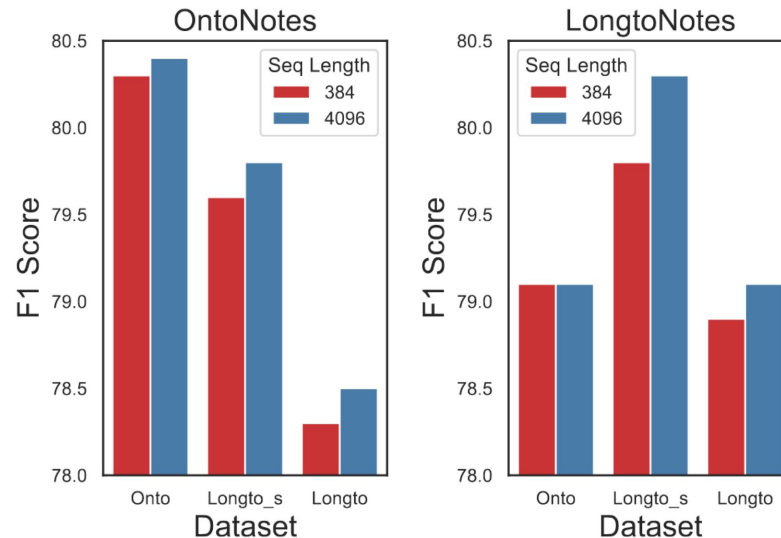 OntoNotes
F1 Score
80.5
80.0
79.5
79.0
78.5
78.0
Seq Length
384
4096
Onto
Longto_s
Longto
Dataset
LongtoNotes
F1 Score
80.5
80.0
79.5
79.0
78.5
78.0
Seq Length
384
4096
Onto
Longto_s
Longto
Dataset